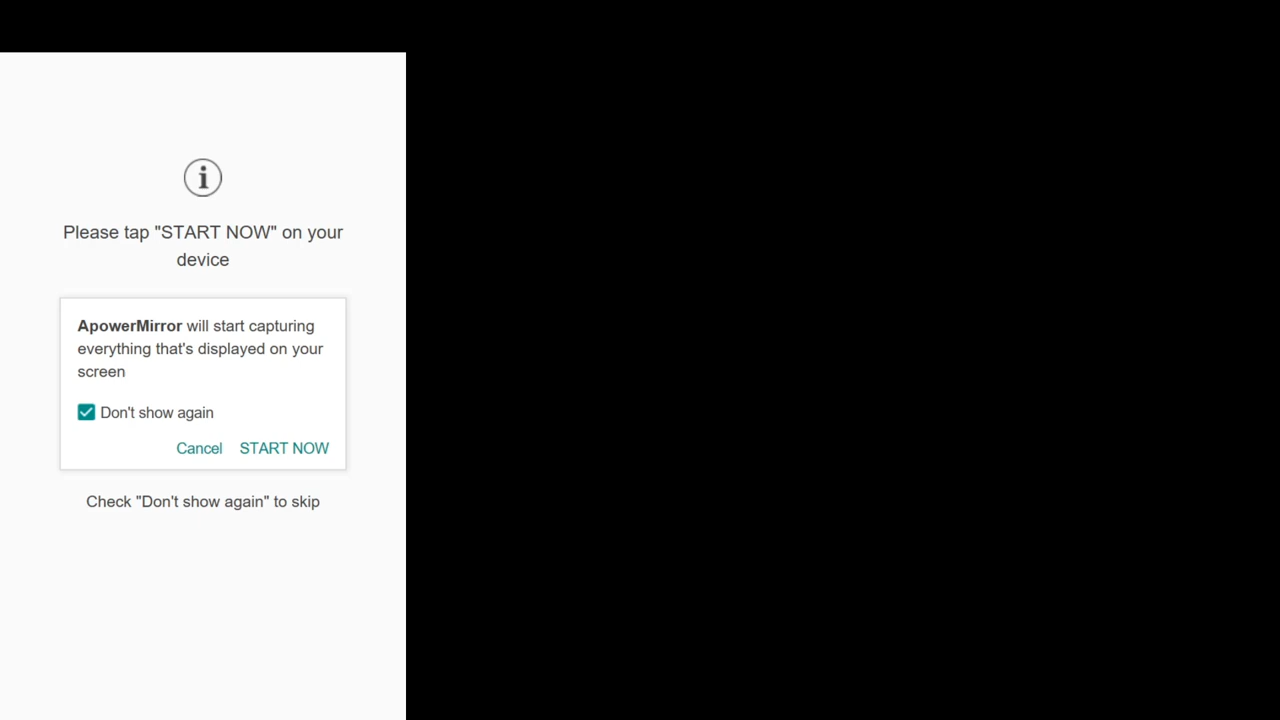 Please tap "START NOW" on your
device
ApowerMirror will start capturing
everything that's displayed on your
screen
Don't show again
Cancel START NOW
Check "Don't show again" to skip